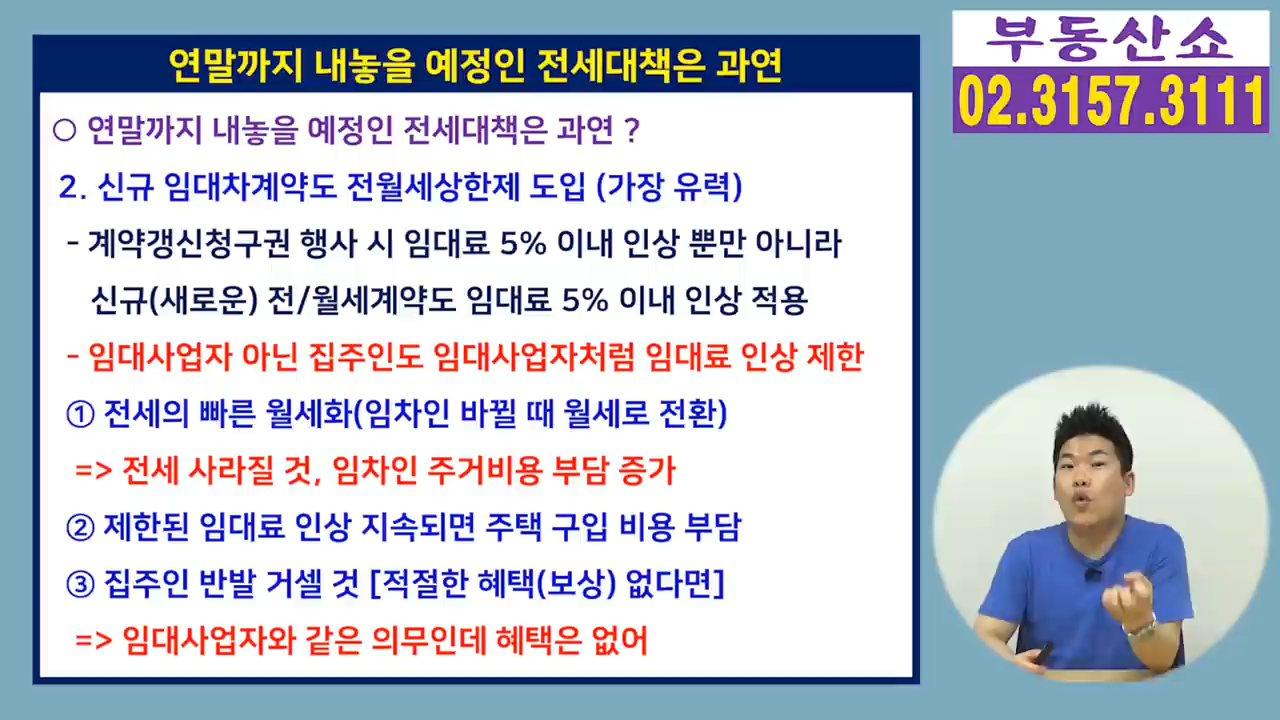 연말까지 내놓을 예정인 전세대책은 과연
○ 연말까지 내놓을 예정인 전세대책은 과연 ?
2. 신규 임대차계약도 전월세상한제 도입 (가장 유력)
- 계약갱신청구권 행사 시 임대료 5% 이내 인상 뿐만 아니라
신규(새로운) 전/월세계약도 임대료 5% 이내 인상 적용
- 임대사업자 아닌 집주인도 임대사업자처럼 임대료 인상 제한
① 전세의 빠른 월세화(임차인 바뀔 때 월세로 전환)
=> 전세 사라질 것, 임차인 주거비용 부담 증가
② 제한된 임대료 인상 지속되면 주택 구입 비용 부담
③ 집주인 반발 거셀 것 [적절한 혜택(보상) 없다면]
=> 임대사업자와 같은 의무인데 혜택은 없어
부동산쇼
02.3157.3111